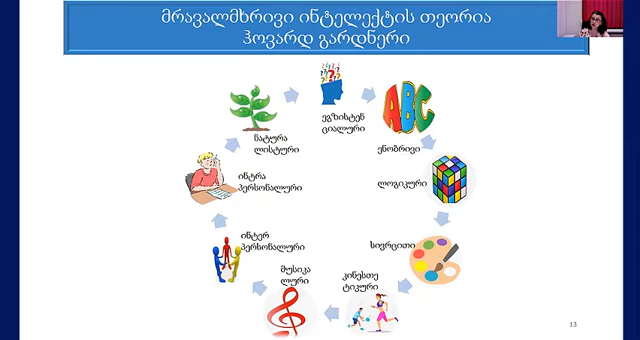 მრავალმხრივი ინტელექტის თეორია
ჰოვარდ გარდნერი
ეგზისტენ
ციალური
ABC
ენობრივი
ლოგიკური
სივრცითი
კინესთე
ტიკური
მუსიკა
ლური
ინტერ
პერსონალური
ინტრა
პერსონალური
ნატურა
ლისტური
13